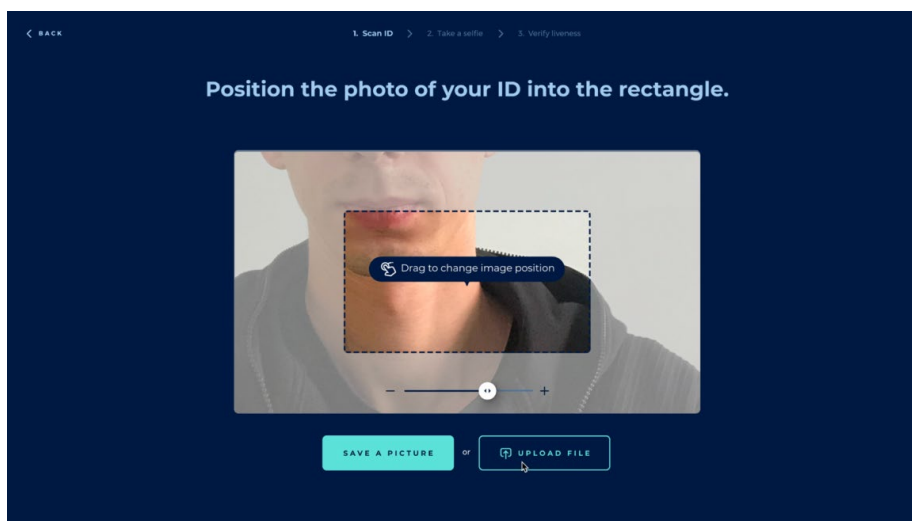 BACK
1. Scan ID
2. Take a selfie
3. Verify liveness
Position the photo of your ID into the rectangle.
Drag to change image position
SAVE A PICTURE
or
UPLOAD FILE